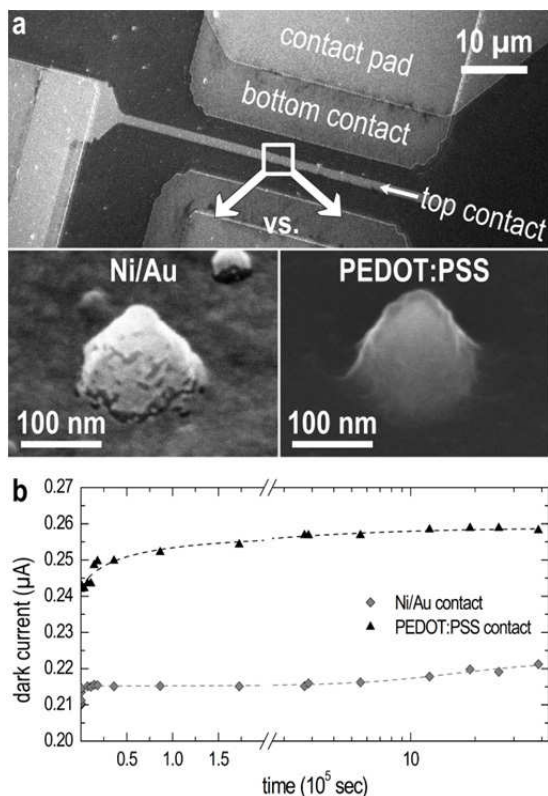 a
contact pad
10 µm
bottom contact
top contact
vs.
Ni/Au
PEDOT:PSS
100 nm
100 nm
b
0.27
0.26
0.25
0.24
0.23
0.22
0.21
0.20
dark current (µA)
Ni/Au contact
PEDOT:PSS contact
0.5
1.0
1.5
10
time (10⁵ sec)